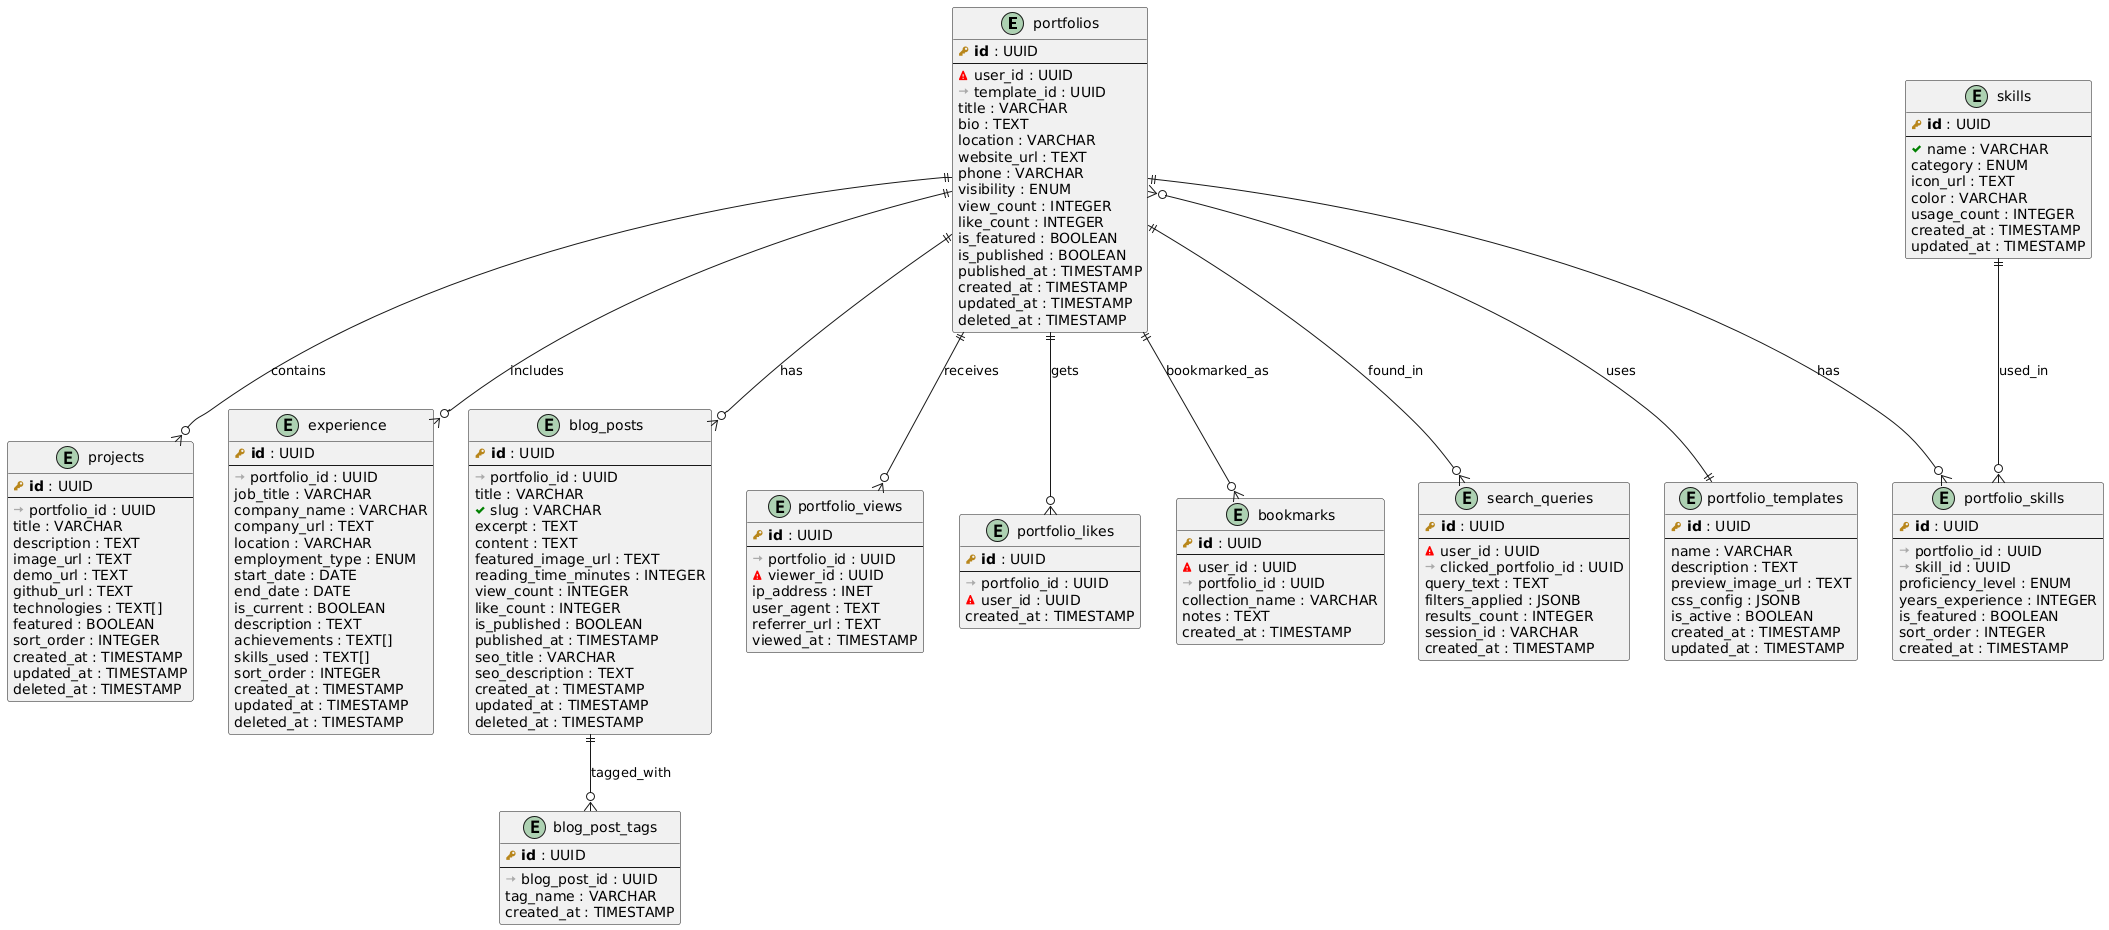 E portfolios
id : UUID
user_id : UUID
template_id : UUID
title : VARCHAR
bio : TEXT
location : VARCHAR
website_url : TEXT
phone : VARCHAR
visibility : ENUM
view_count : INTEGER
like_count : INTEGER
is_featured : BOOLEAN
is_published : BOOLEAN
published_at : TIMESTAMP
created_at : TIMESTAMP
updated_at : TIMESTAMP
deleted_at : TIMESTAMP
E skills
id : UUID
name : VARCHAR
category : ENUM
icon_url : TEXT
color : VARCHAR
usage_count : INTEGER
created_at : TIMESTAMP
updated_at : TIMESTAMP
contains
includes
has
receives
gets
bookmarked_as
found_in
uses
has
used_in
E projects
id : UUID
portfolio_id : UUID
title : VARCHAR
description : TEXT
image_url : TEXT
demo_url : TEXT
github_url : TEXT
technologies : TEXT[]
featured : BOOLEAN
sort_order : INTEGER
created_at : TIMESTAMP
updated_at : TIMESTAMP
deleted_at : TIMESTAMP
E experience
id : UUID
portfolio_id : UUID
job_title : VARCHAR
company_name : VARCHAR
company_url : TEXT
location : VARCHAR
employment_type : ENUM
start_date : DATE
end_date : DATE
is_current : BOOLEAN
description : TEXT
achievements : TEXT[]
skills_used : TEXT[]
sort_order : INTEGER
created_at : TIMESTAMP
updated_at : TIMESTAMP
deleted_at : TIMESTAMP
E blog_posts
id : UUID
portfolio_id : UUID
title : VARCHAR
slug : VARCHAR
excerpt : TEXT
content : TEXT
featured_image_url : TEXT
reading_time_minutes : INTEGER
view_count : INTEGER
like_count : INTEGER
is_published : BOOLEAN
published_at : TIMESTAMP
seo_title : VARCHAR
seo_description : TEXT
created_at : TIMESTAMP
updated_at : TIMESTAMP
deleted_at : TIMESTAMP
E portfolio_views
id : UUID
portfolio_id : UUID
viewer_id : UUID
ip_address : INET
user_agent : TEXT
referrer_url : TEXT
viewed_at : TIMESTAMP
E portfolio_likes
id : UUID
portfolio_id : UUID
user_id : UUID
created_at : TIMESTAMP
E bookmarks
id : UUID
user_id : UUID
portfolio_id : UUID
collection_name : VARCHAR
notes : TEXT
created_at : TIMESTAMP
E search_queries
id : UUID
user_id : UUID
clicked_portfolio_id : UUID
query_text : TEXT
filters_applied : JSONB
results_count : INTEGER
session_id : VARCHAR
created_at : TIMESTAMP
E portfolio_templates
id : UUID
name : VARCHAR
description : TEXT
preview_image_url : TEXT
css_config : JSONB
is_active : BOOLEAN
created_at : TIMESTAMP
updated_at : TIMESTAMP
E portfolio_skills
id : UUID
portfolio_id : UUID
skill_id : UUID
proficiency_level : ENUM
years_experience : INTEGER
is_featured : BOOLEAN
sort_order : INTEGER
created_at : TIMESTAMP
tagged_with
E blog_post_tags
id : UUID
blog_post_id : UUID
tag_name : VARCHAR
created_at : TIMESTAMP